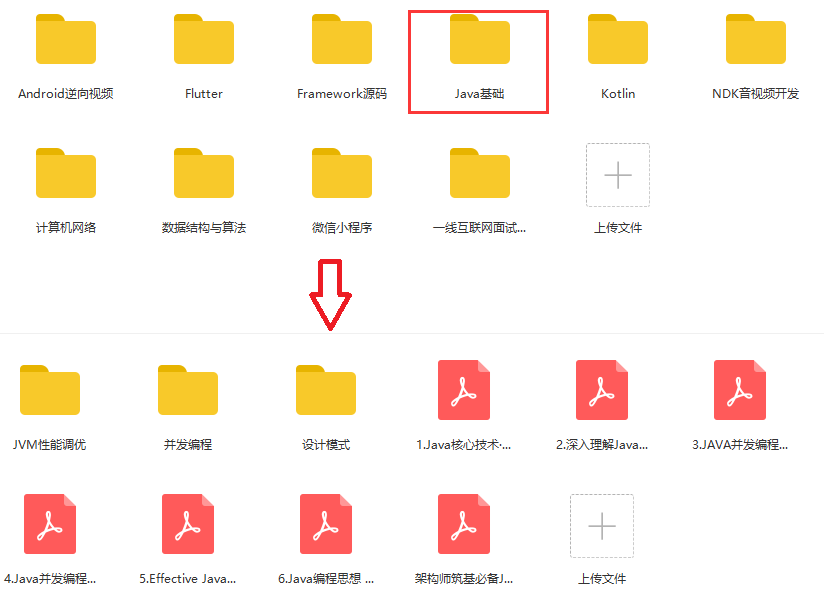 Android逆向视频
Flutter
Framework源码
Java基础
Kotlin
NDK音视频开发
计算机网络
数据结构与算法
微信小程序
一线互联网面试...
上传文件
JVM性能调优
并发编程
设计模式
1.Java核心技术·...
2.深入理解Java...
3.JAVA并发编程...
4.Java并发编程...
5.Effective Java...
6.Java编程思想 ...
架构师筑基必备J...
上传文件